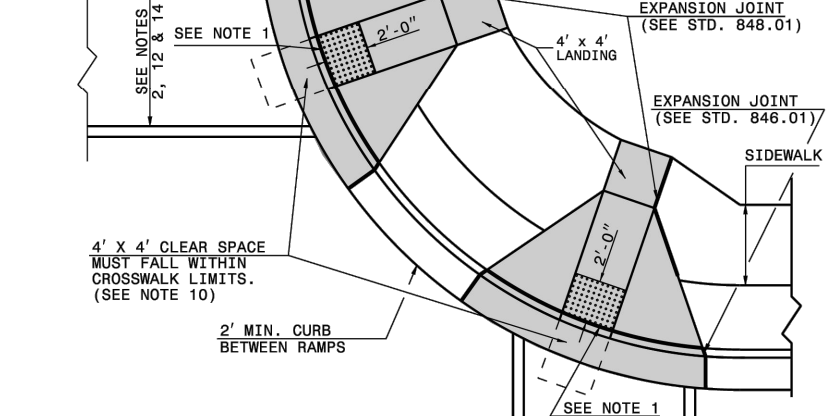 EXPANSION JOINT
(SEE STD. 848.01)
SEE NOTE 1
2'-0"
4' x 4'
LANDING
SEE NOTES
2, 12 & 14
EXPANSION JOINT
(SEE STD. 846.01)
SIDEWALK
2'-0"
4' X 4' CLEAR SPACE
MUST FALL WITHIN
CROSSWALK LIMITS.
(SEE NOTE 10)
2' MIN. CURB
BETWEEN RAMPS
SEE NOTE 1